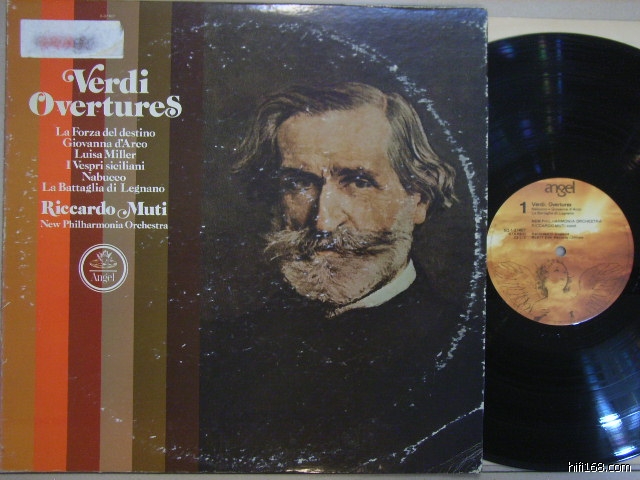 Verdi
Overtures
La Forza del destino
Giovanna d'Arco
Luisa Miller
I Vespri siciliani
Nabucco
La Battaglia di Legnano
Riccardo Muti
New Philharmonia Orchestra
Angel
angel
1
Verdi: Overtures
hifi168.com